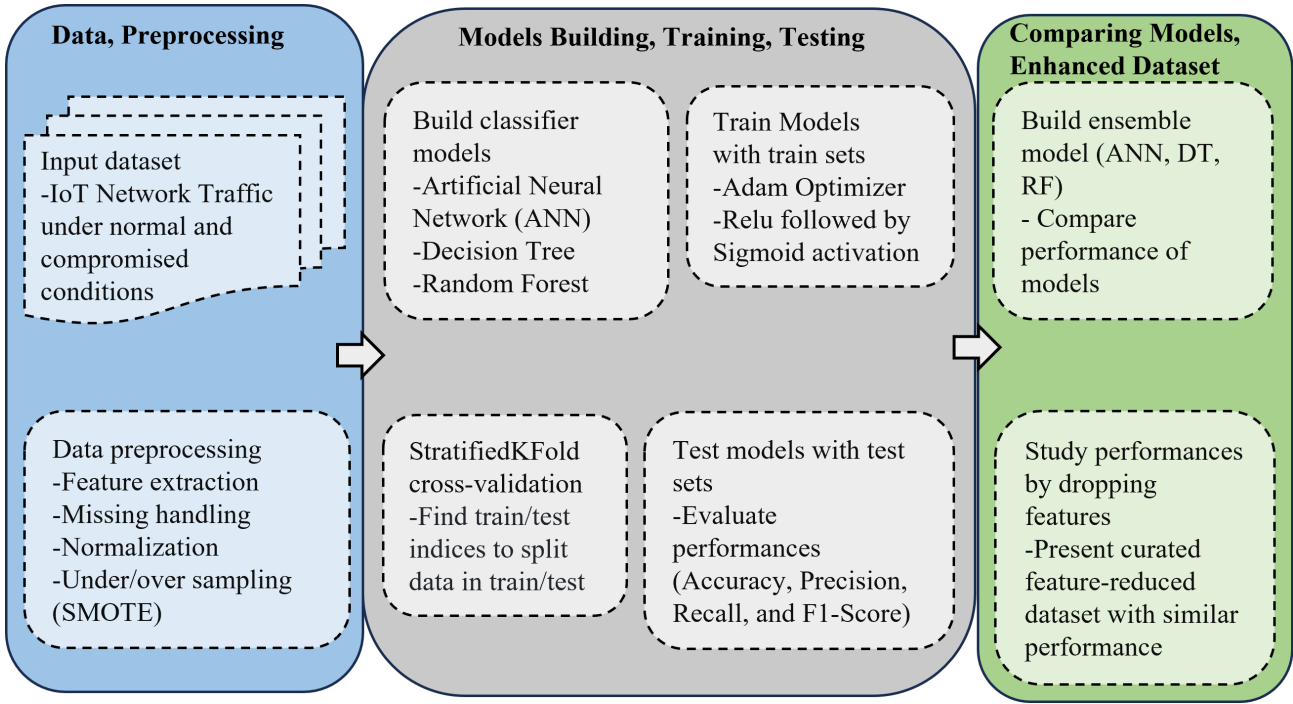 Data, Preprocessing
Input dataset
-IoT Network Traffic
under normal and
compromised
conditions
Data preprocessing
-Feature extraction
-Missing handling
-Normalization
-Under/over sampling
(SMOTE)
Models Building, Training, Testing
Build classifier
models
-Artificial Neural
Network (ANN)
-Decision Tree
-Random Forest
Train Models
with train sets
-Adam Optimizer
-Relu followed by
Sigmoid activation
StratifiedKFold
cross-validation
-Find train/test
indices to split
data in train/test
Test models with test
sets
-Evaluate
performances
(Accuracy, Precision,
Recall, and F1-Score)
Comparing Models,
Enhanced Dataset
Build ensemble
model (ANN, DT,
RF)
- Compare
performance of
models
Study performances
by dropping
features
-Present curated
feature-reduced
dataset with similar
performance